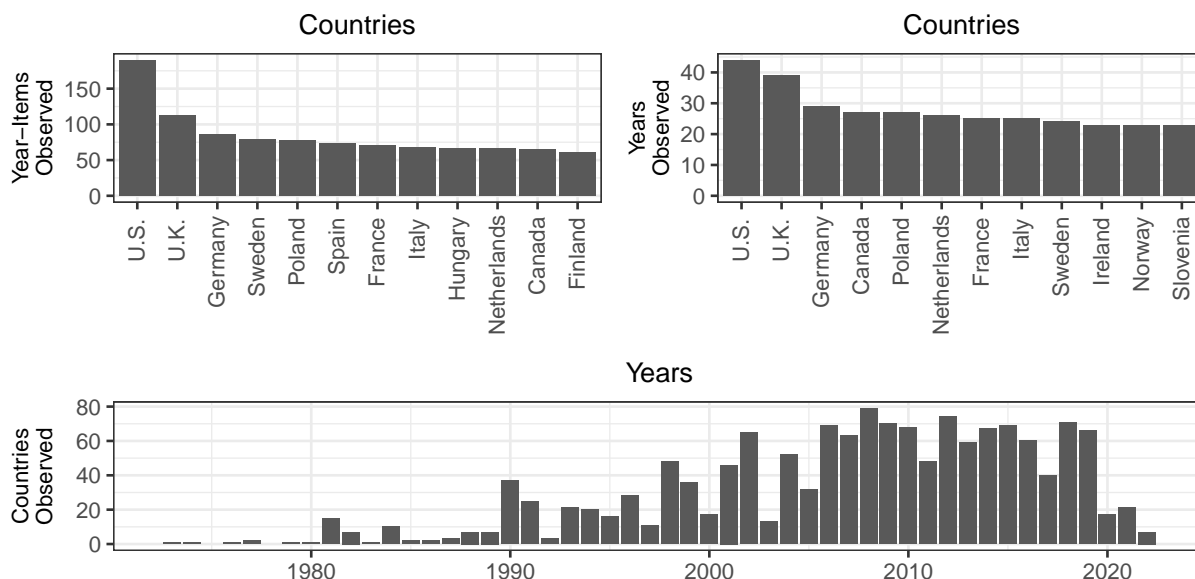 Countries
Year−Items
Observed
150
100
50
0
U.S.
U.K.
Germany
Sweden
Poland
Spain
France
Italy
Hungary
Netherlands
Canada
Finland
Countries
Years
Observed
40
30
20
10
0
U.S.
U.K.
Germany
Canada
Poland
Netherlands
France
Italy
Sweden
Ireland
Norway
Slovenia
Years
Countries
Observed
80
60
40
20
0
1980
1990
2000
2010
2020